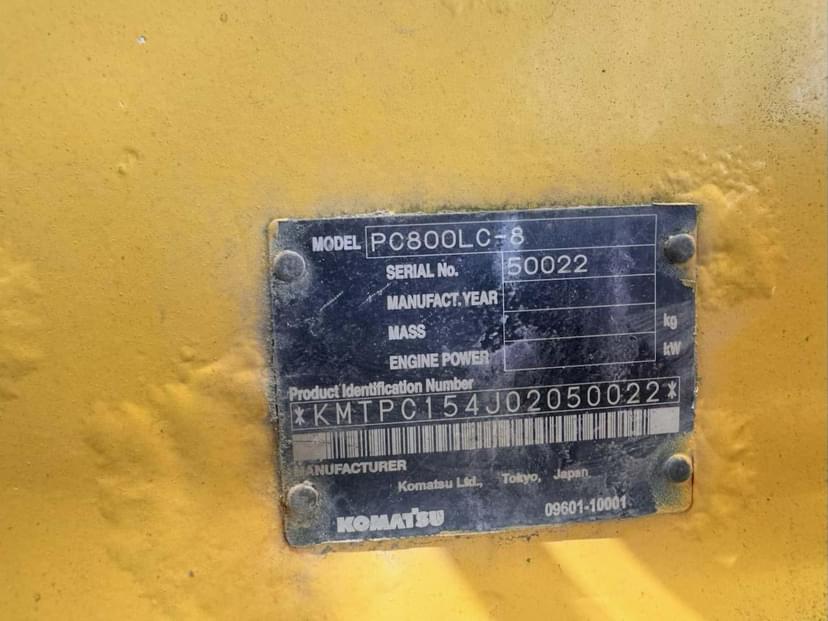 MODEL PC800LC-8
SERIAL No. 50022
MANUFACT. YEAR
MASS kg
ENGINE POWER kW
Product Identification Number
*KMTPC154J02050022*
MANUFACTURER
Komatsu Ltd., Tokyo, Japan
KOMATSU 09601-10001